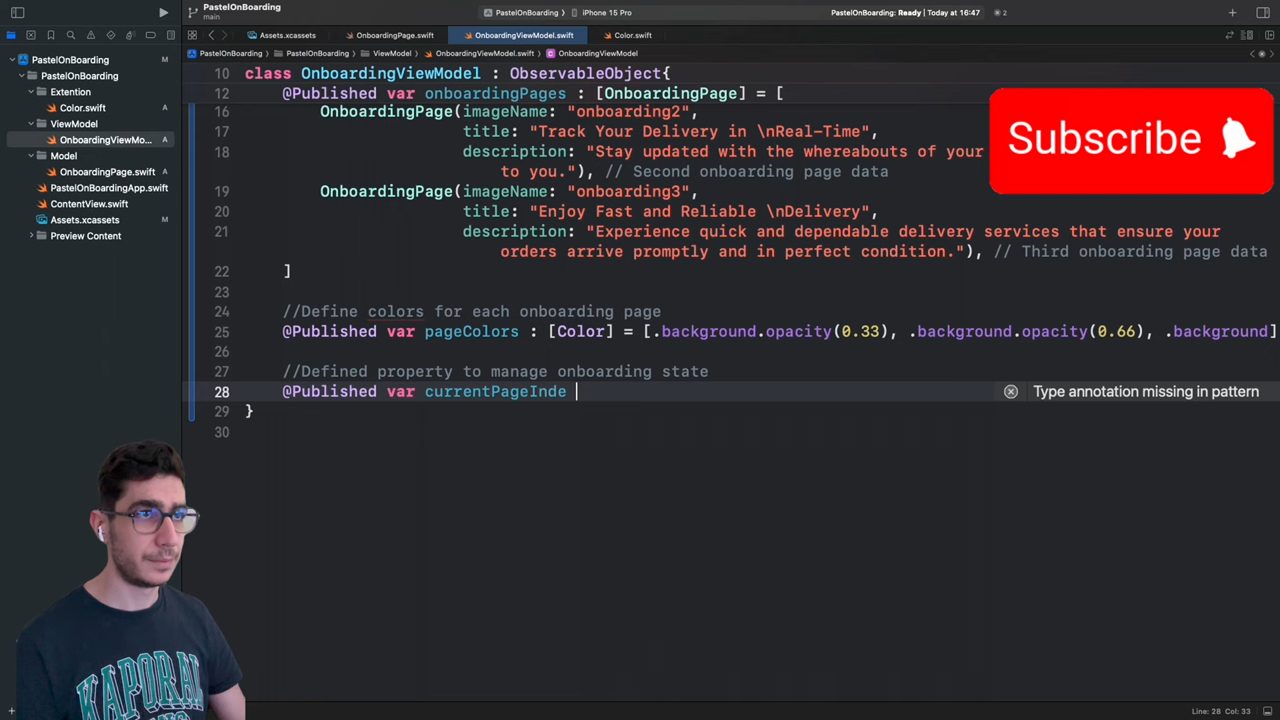 PastelOnBoarding
main
PastelOnBoarding
iPhone 15 Pro
PastelOnBoarding: Ready | Today at 16:47
2
Assets.xcassets
OnboardingPage.swift
OnboardingViewModel.swift
Color.swift
PastelOnBoarding
PastelOnBoarding
ViewModel
OnboardingViewModel.swift
OnboardingViewModel
PastelOnBoarding M
PastelOnBoarding
Extention
Color.swift A
ViewModel
OnboardingViewMo... A
Model
OnboardingPage.swift A
PastelOnBoardingApp.swift A
ContentView.swift A
Assets.xcassets A
Preview Content
10 class OnboardingViewModel : ObservableObject{
12 @Published var onboardingPages : [OnboardingPage] = [
16 OnboardingPage(imageName: "onboarding2",
17 title: "Track Your Delivery in \nReal-Time",
18 description: "Stay updated with the whereabouts of your
to you."), // Second onboarding page data
19 OnboardingPage(imageName: "onboarding3",
20 title: "Enjoy Fast and Reliable \nDelivery",
21 description: "Experience quick and dependable delivery services that ensure your
orders arrive promptly and in perfect condition."), // Third onboarding page data
22 ]
23
24 //Define colors for each onboarding page
25 @Published var pageColors : [Color] = [.background.opacity(0.33), .background.opacity(0.66), .background]
26
27 //Defined property to manage onboarding state
28 @Published var currentPageInde
Type annotation missing in pattern
29 }
30
Subscribe
KAPORAL
Line: 28 Col: 33